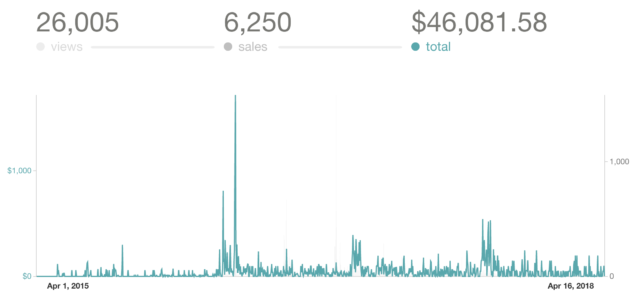 26,005 6,250 $46,081.58
views sales total
$1,000 1,000
$0 0
Apr 1, 2015 Apr 16, 2018